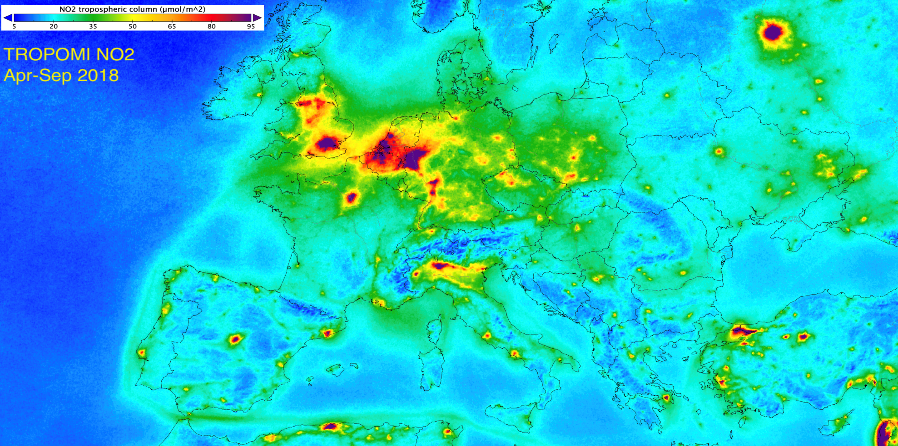 NO2 tropospheric column (μmol/m^2)
5 20 35 50 65 80 95
TROPOMI NO2
Apr-Sep 2018